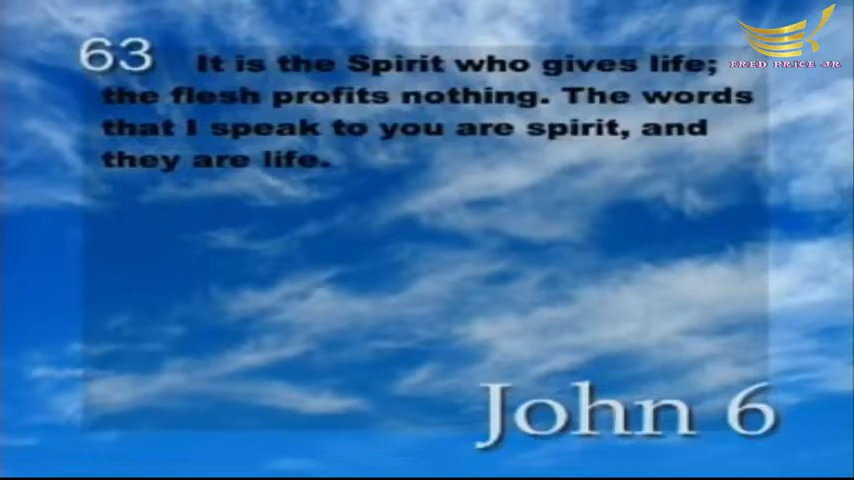 63 It is the Spirit who gives life;
the flesh profits nothing. The words
that I speak to you are spirit, and
they are life.
John 6
FRED PRICE JR.